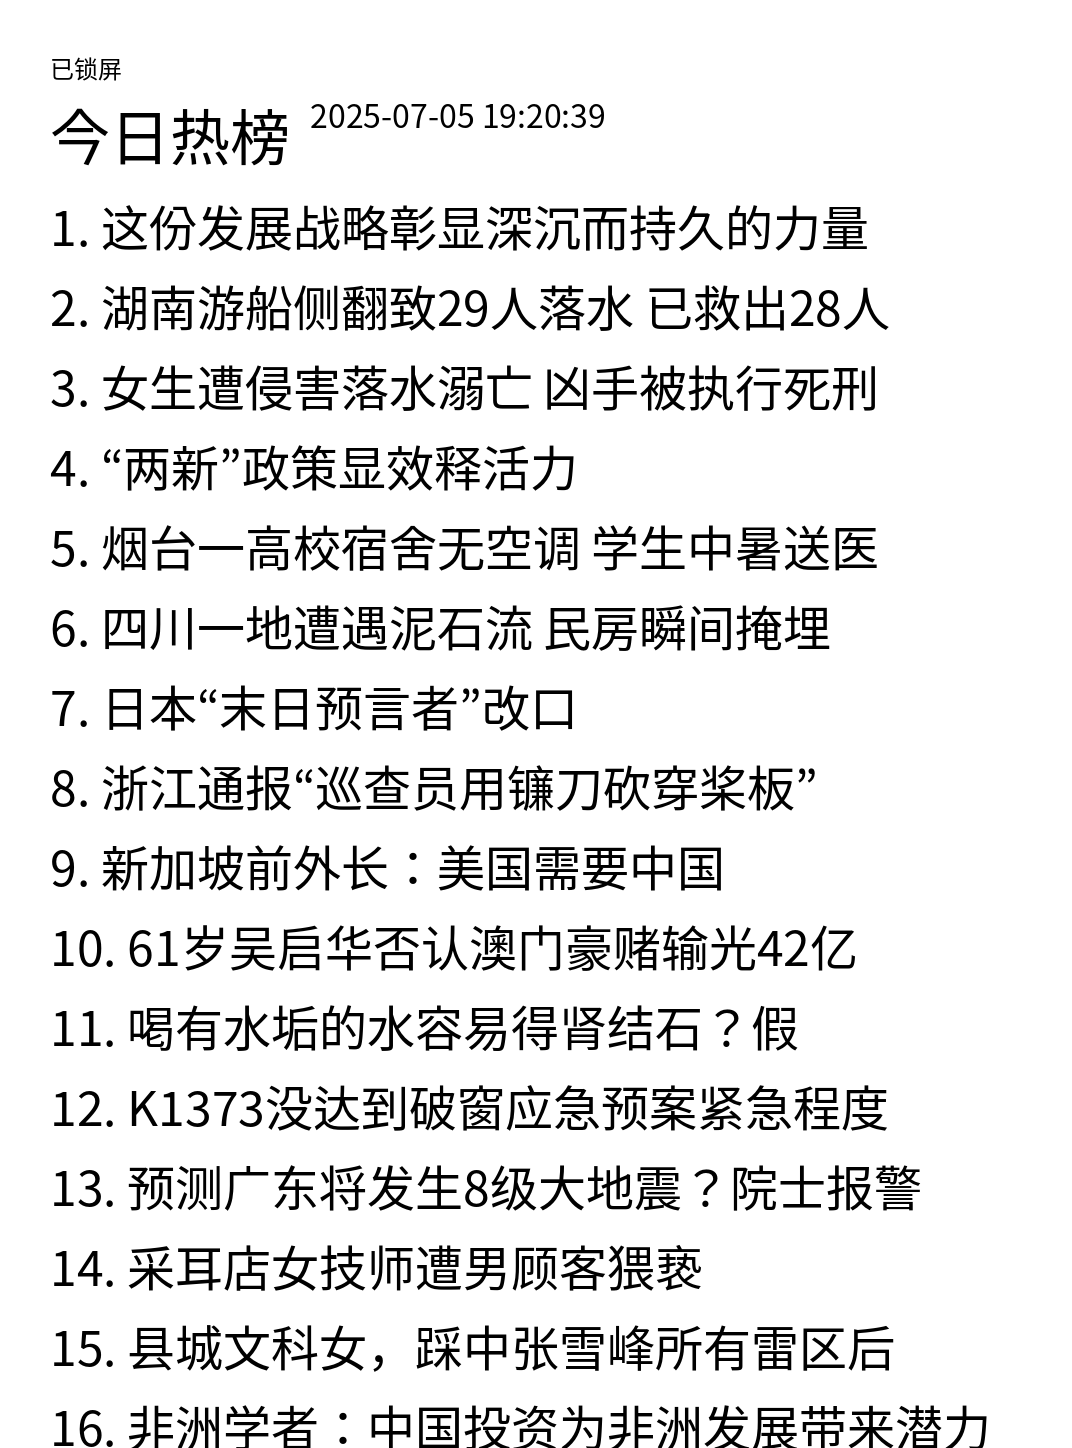 已锁屏
今日热榜 2025-07-05 19:20:39
1. 这份发展战略彰显深沉而持久的力量
2. 湖南游船侧翻致29人落水 已救出28人
3. 女生遭侵害落水溺亡 凶手被执行死刑
4. “两新”政策显效释活力
5. 烟台一高校宿舍无空调 学生中暑送医
6. 四川一地遭遇泥石流 民房瞬间掩埋
7. 日本“末日预言者”改口
8. 浙江通报“巡查员用镰刀砍穿桨板”
9. 新加坡前外长：美国需要中国
10. 61岁吴启华否认澳门豪赌输光42亿
11. 喝有水垢的水容易得肾结石？假
12. K1373没达到破窗应急预案紧急程度
13. 预测广东将发生8级大地震？院士报警
14. 采耳店女技师遭男顾客猥亵
15. 县城文科女，踩中张雪峰所有雷区后
16. 非洲学者：中国投资为非洲发展带来潜力